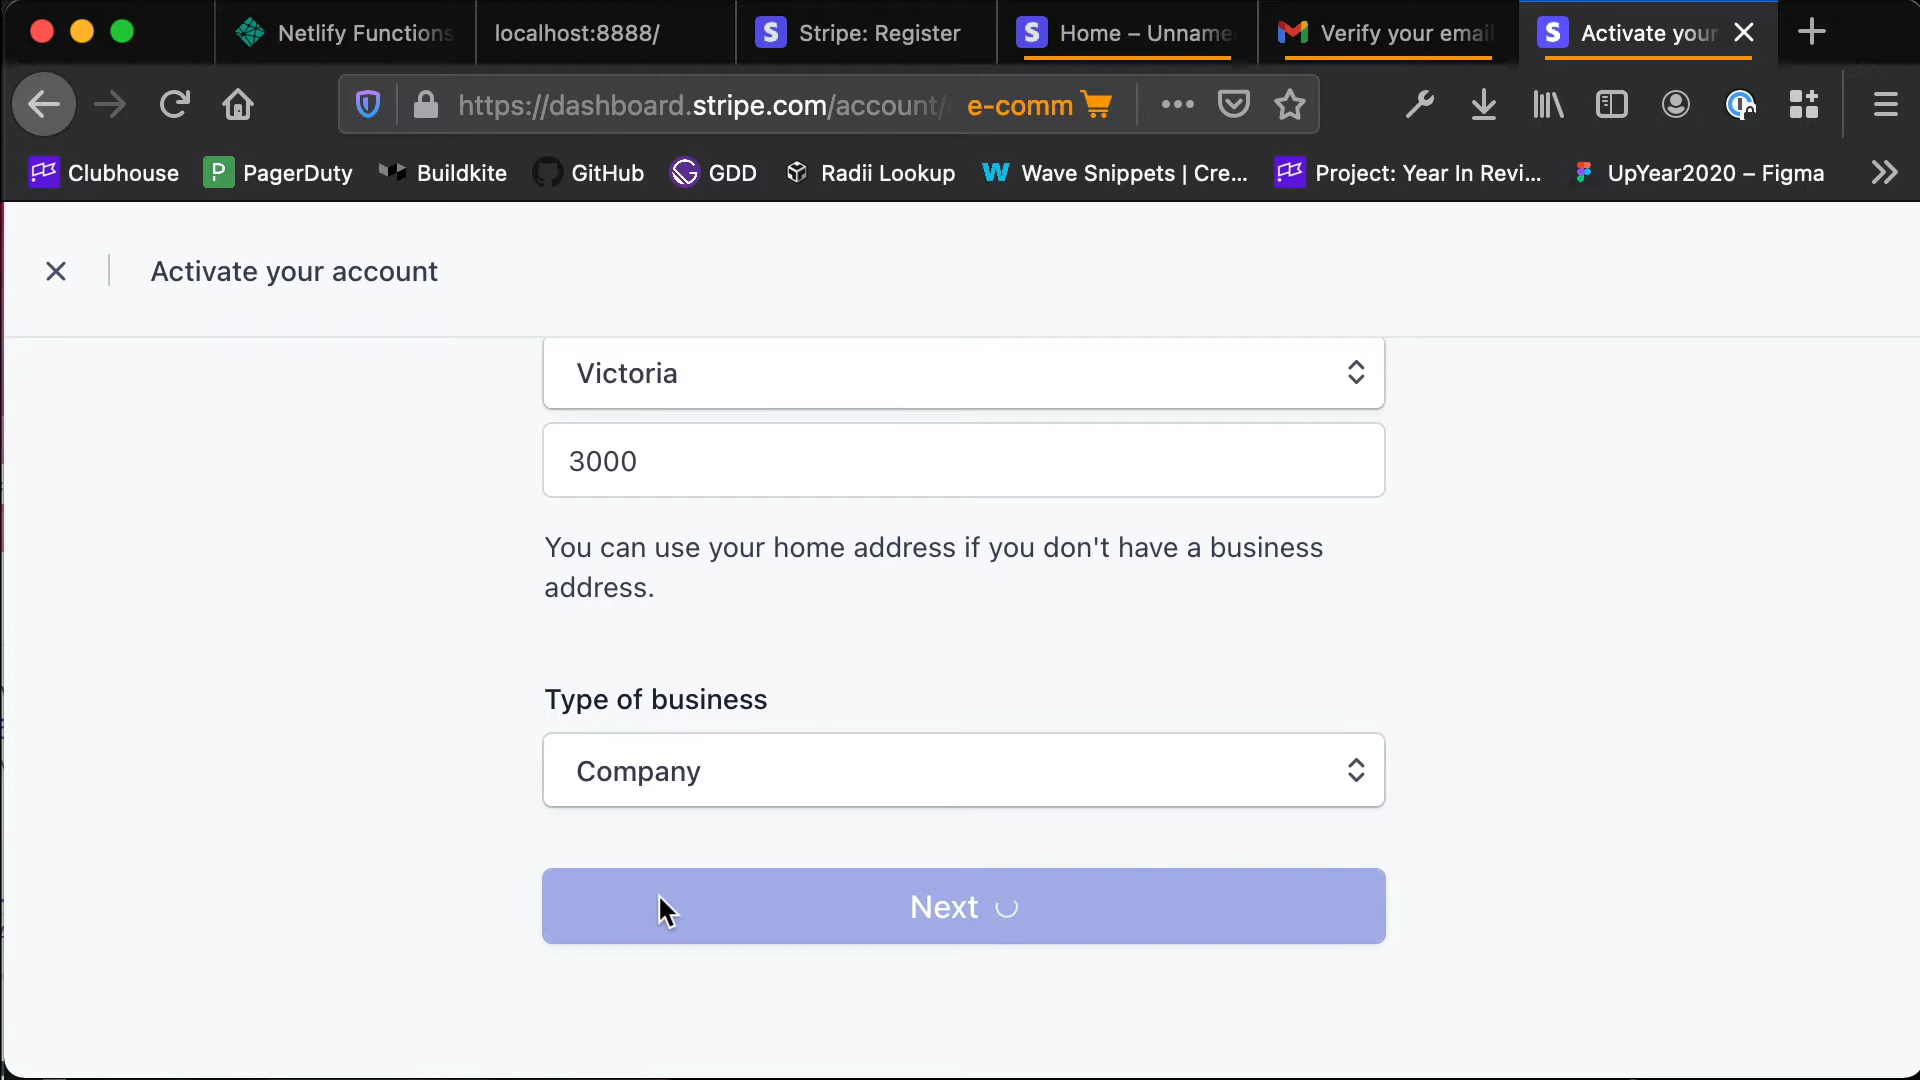 Netlify Functions
localhost:8888/
S Stripe: Register
S Home – Unname
Verify your email
S Activate your
https://dashboard.stripe.com/account/
e-comm
Clubhouse
P PagerDuty
Buildkite
GitHub
GDD
Radii Lookup
W Wave Snippets | Cre...
Project: Year In Revi...
UpYear2020 – Figma
Activate your account
Victoria
3000
You can use your home address if you don't have a business
address.
Type of business
Company
Next